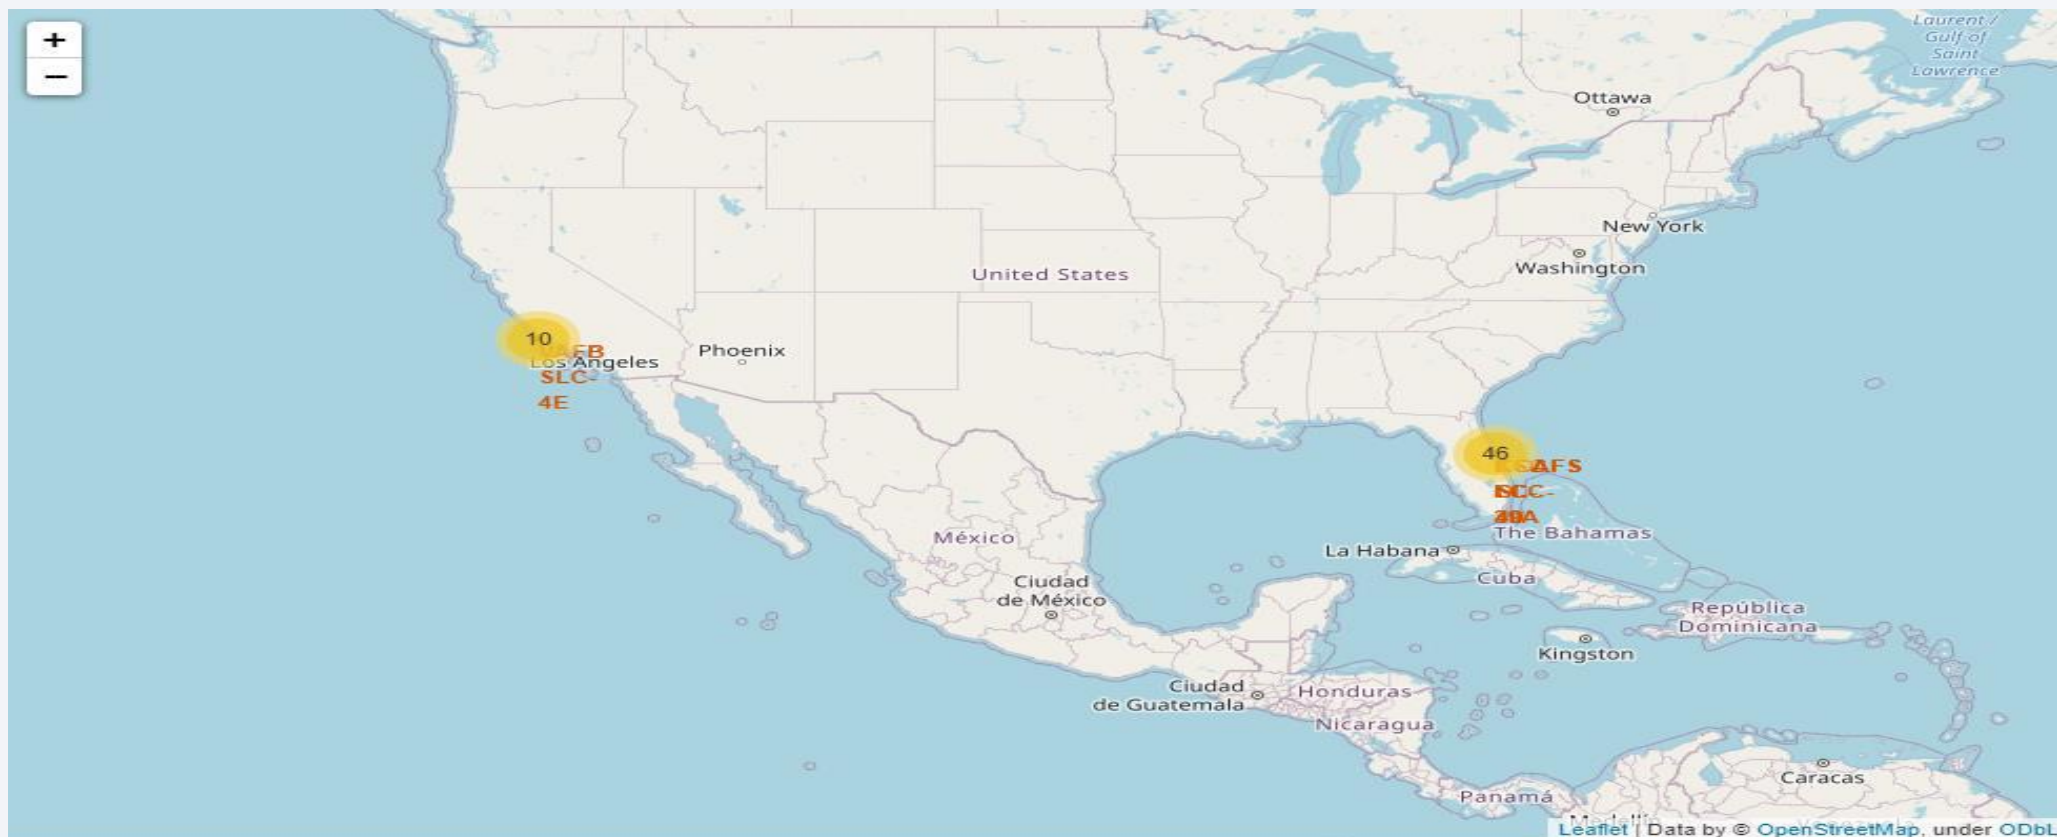 +
−
Laurent /
Gulf of
Saint
Lawrence
Ottawa
New York
Washington
United States
10
Los Angeles
SLC-
4E
Phoenix
46
The Bahamas
México
La Habana
Cuba
Ciudad
de México
República
Dominicana
Kingston
Ciudad
de Guatemala
Honduras
Nicaragua
Caracas
Panamá
Leaflet | Data by © OpenStreetMap, under ODbL